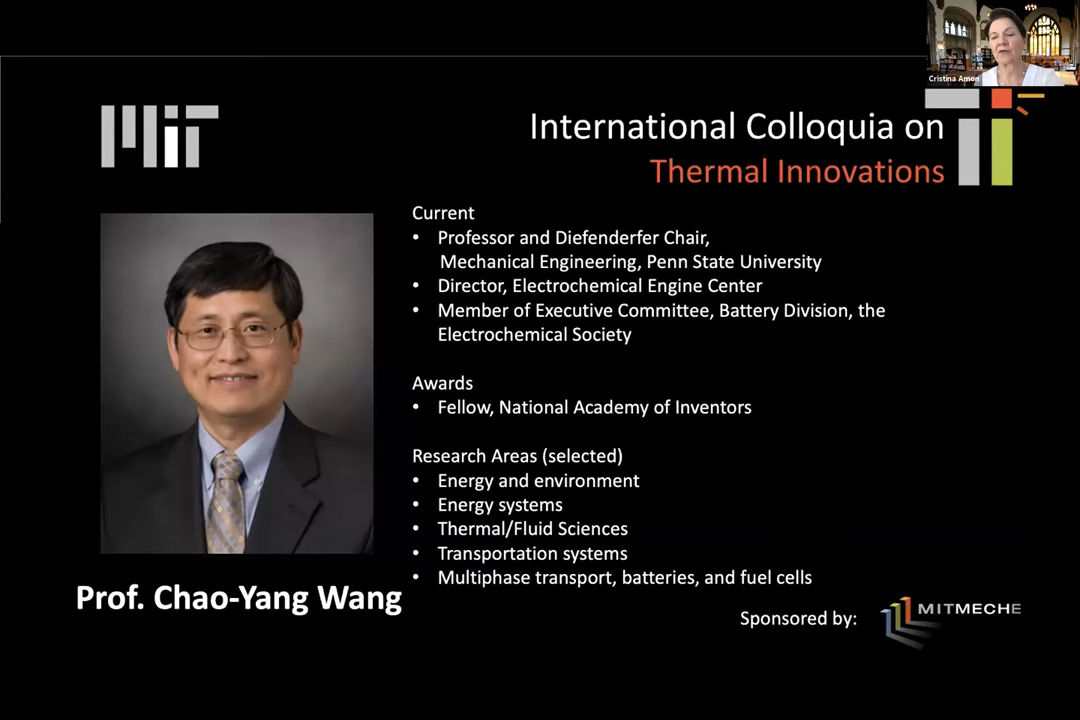 Cristina Amon
MiT
International Colloquia on
Thermal Innovations
Current
• Professor and Diefenderfer Chair,
Mechanical Engineering, Penn State University
• Director, Electrochemical Engine Center
• Member of Executive Committee, Battery Division, the
Electrochemical Society
Awards
• Fellow, National Academy of Inventors
Research Areas (selected)
• Energy and environment
• Energy systems
• Thermal/Fluid Sciences
• Transportation systems
• Multiphase transport, batteries, and fuel cells
Prof. Chao-Yang Wang
Sponsored by:
MITMECHE